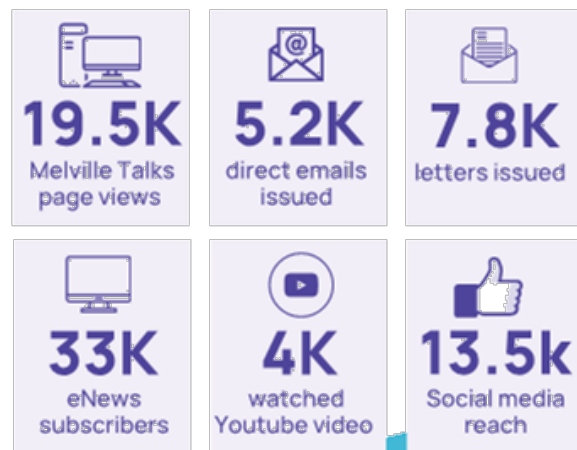 19.5K
Melville Talks
page views
5.2K
direct emails
issued
7.8K
letters issued
33K
eNews
subscribers
4K
watched
Youtube video
13.5k
Social media
reach